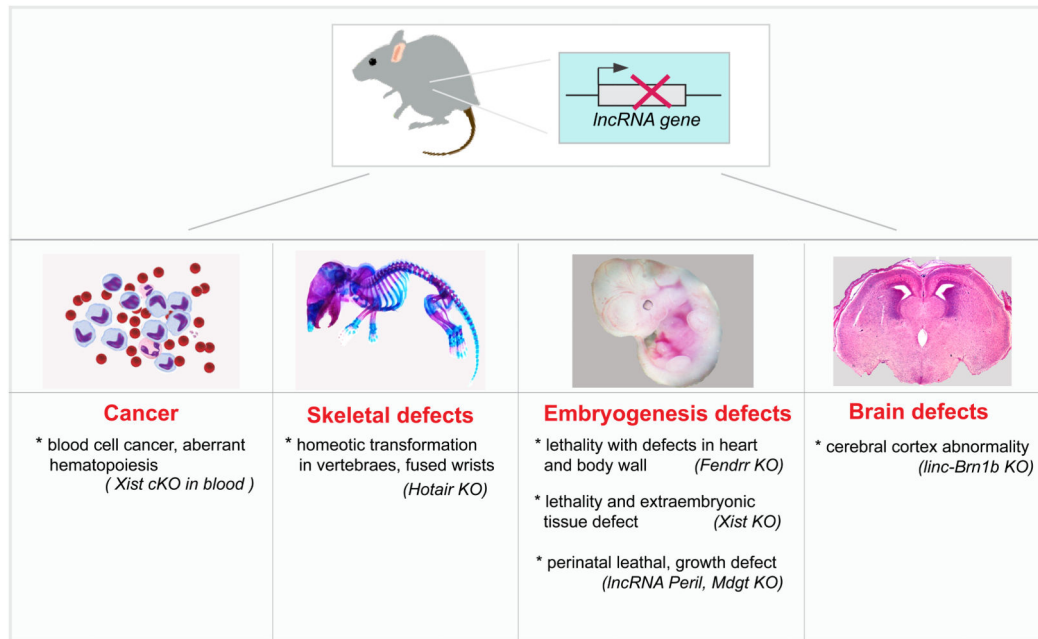 lncRNA gene
Cancer
* blood cell cancer, aberrant
hematopoiesis
( Xist cKO in blood )
Skeletal defects
* homeotic transformation
in vertebraes, fused wrists
(Hotair KO)
Embryogenesis defects
* lethality with defects in heart
and body wall (Fendrr KO)
* lethality and extraembryonic
tissue defect (Xist KO)
* perinatal leathal, growth defect
(lncRNA Peril, Mdgt KO)
Brain defects
* cerebral cortex abnormality
(linc-Brn1b KO)